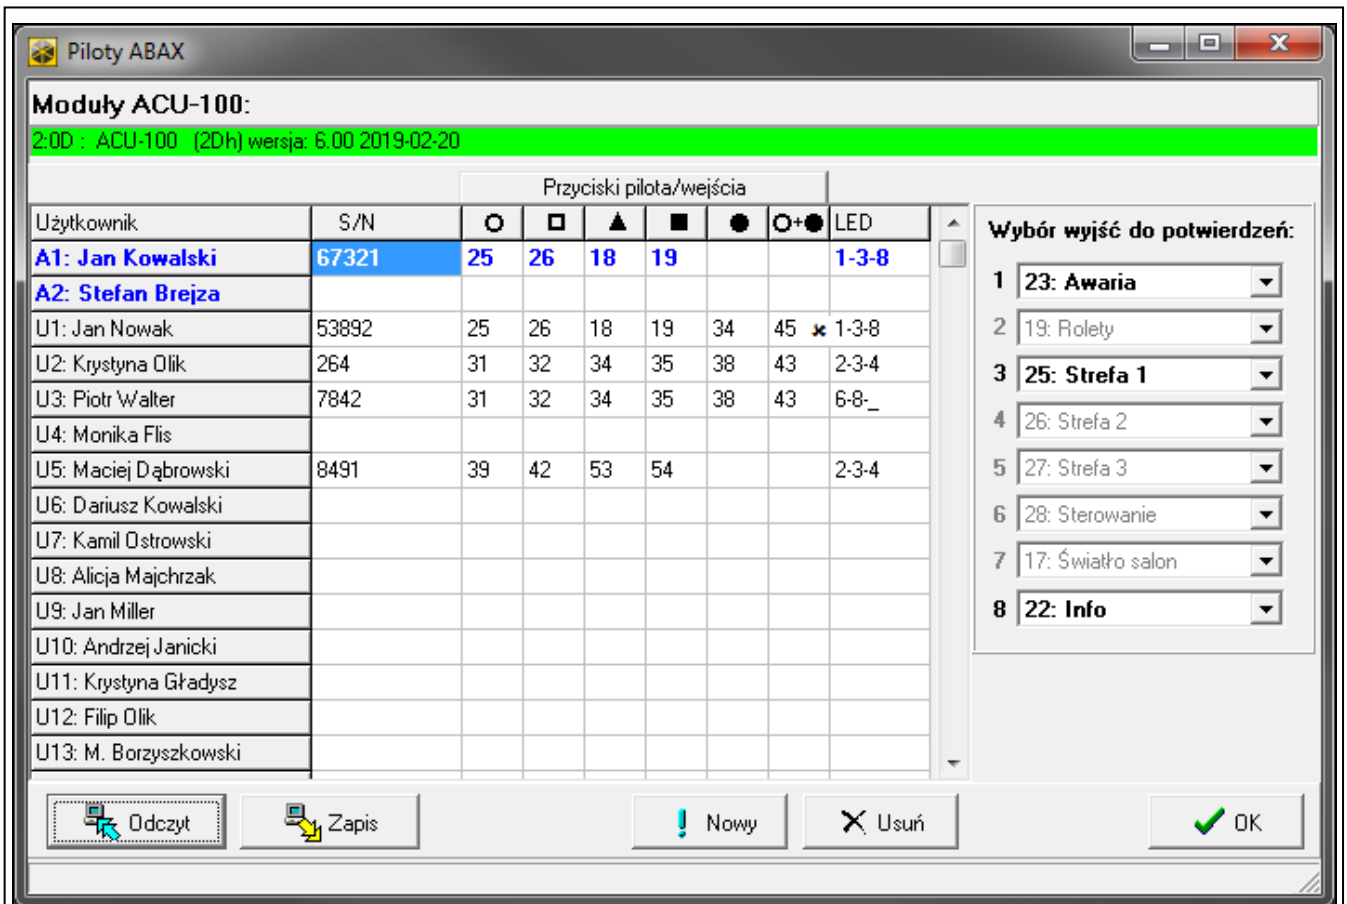 Piloty ABAX
Moduły ACU-100:
2:0D : ACU-100 (2Dh) wersja: 6.00 2019-02-20
Przyciski pilota/wejścia
Użytkownik S/N LED
A1: Jan Kowalski 67321 25 26 18 19 1-3-8
A2: Stefan Brejza
U1: Jan Nowak 53892 25 26 18 19 34 45 1-3-8
U2: Krystyna Olik 264 31 32 34 35 38 43 2-3-4
U3: Piotr Walter 7842 31 32 34 35 38 43 6-8-_
U4: Monika Flis
U5: Maciej Dąbrowski 8491 39 42 53 54 2-3-4
U6: Dariusz Kowalski
U7: Kamil Ostrowski
U8: Alicja Majchrzak
U9: Jan Miller
U10: Andrzej Janicki
U11: Krystyna Gładysz
U12: Filip Olik
U13: M. Borzyszkowski
Wybór wyjść do potwierdzeń:
1 23: Awaria
2 19: Rolety
3 25: Strefa 1
4 26: Strefa 2
5 27: Strefa 3
6 28: Sterowanie
7 17: Światło salon
8 22: Info
Odczyt Zapis Nowy Usuń OK